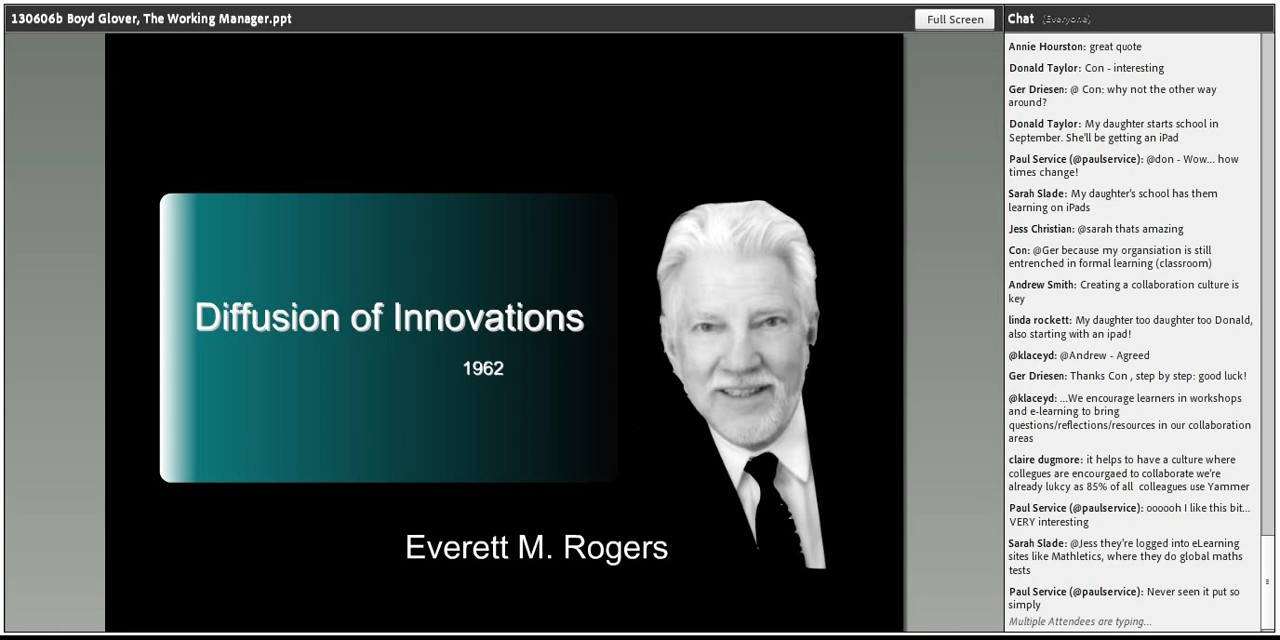 130606b Boyd Glover, The Working Manager.ppt
Full Screen
Diffusion of Innovations
1962
Everett M. Rogers
Chat (Everyone)
Annie Hourston: great quote
Donald Taylor: Con - interesting
Ger Driesen: @ Con: why not the other way
around?
Donald Taylor: My daughter starts school in
September. She'll be getting an iPad
Paul Service (@paulservice): @don - Wow... how
times change!
Sarah Slade: My daughter's school has them
learning on iPads
Jess Christian: @sarah thats amazing
Con: @Ger because my organsiation is still
entrenched in formal learning (classroom)
Andrew Smith: Creating a collaboration culture is
key
linda rockett: My daughter too daughter too Donald,
also starting with an ipad!
@klaceyd: @Andrew - Agreed
Ger Driesen: Thanks Con , step by step: good luck!
@klaceyd: ...We encourage learners in workshops
and e-learning to bring
questions/reflections/resources in our collaboration
areas
claire dugmore: it helps to have a culture where
collegues are encourgaed to collaborate we're
already lukcy as 85% of all colleagues use Yammer
Paul Service (@paulservice): oooooh I like this bit...
VERY interesting
Sarah Slade: @Jess they're logged into eLearning
sites like Mathletics, where they do global maths
tests
Paul Service (@paulservice): Never seen it put so
simply
Multiple Attendees are typing...